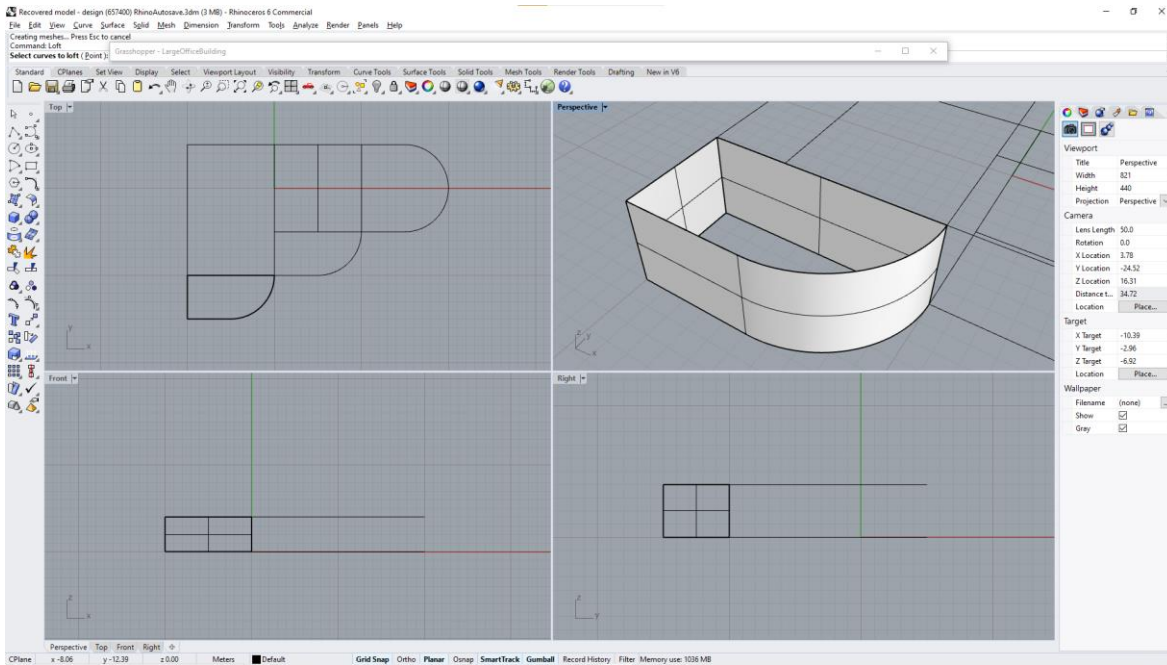 Recovered model - design (657400) RhinoAutosave.3dm (3 MB) - Rhinoceros 6 Commercial
File Edit View Curve Surface Solid Mesh Dimension Transform Tools Analyze Render Panels Help
Creating meshes... Press Esc to cancel
Command: Loft
Select curves to loft ( Point ):
Grasshopper - LargeOfficeBuilding
Standard CPlanes Set View Display Select Viewport Layout Visibility Transform Curve Tools Surface Tools Solid Tools Mesh Tools Render Tools Drafting New in V6
Top
Perspective
Viewport
Title Perspective
Width 821
Height 440
Projection Perspective
Camera
Lens Length 50.0
Rotation 0.0
X Location 3.78
Y Location -24.52
Z Location 16.31
Distance t... 34.72
Location Place...
Target
X Target -10.39
Y Target -2.96
Z Target -6.92
Location Place...
Wallpaper
Filename (none) ...
Show
Gray
y
x
z
y
x
Front
Right
z
x
z
y
Perspective Top Front Right
CPlane x -8.06 y -12.39 z 0.00 Meters Default Grid Snap Ortho Planar Osnap SmartTrack Gumball Record History Filter Memory use: 1036 MB